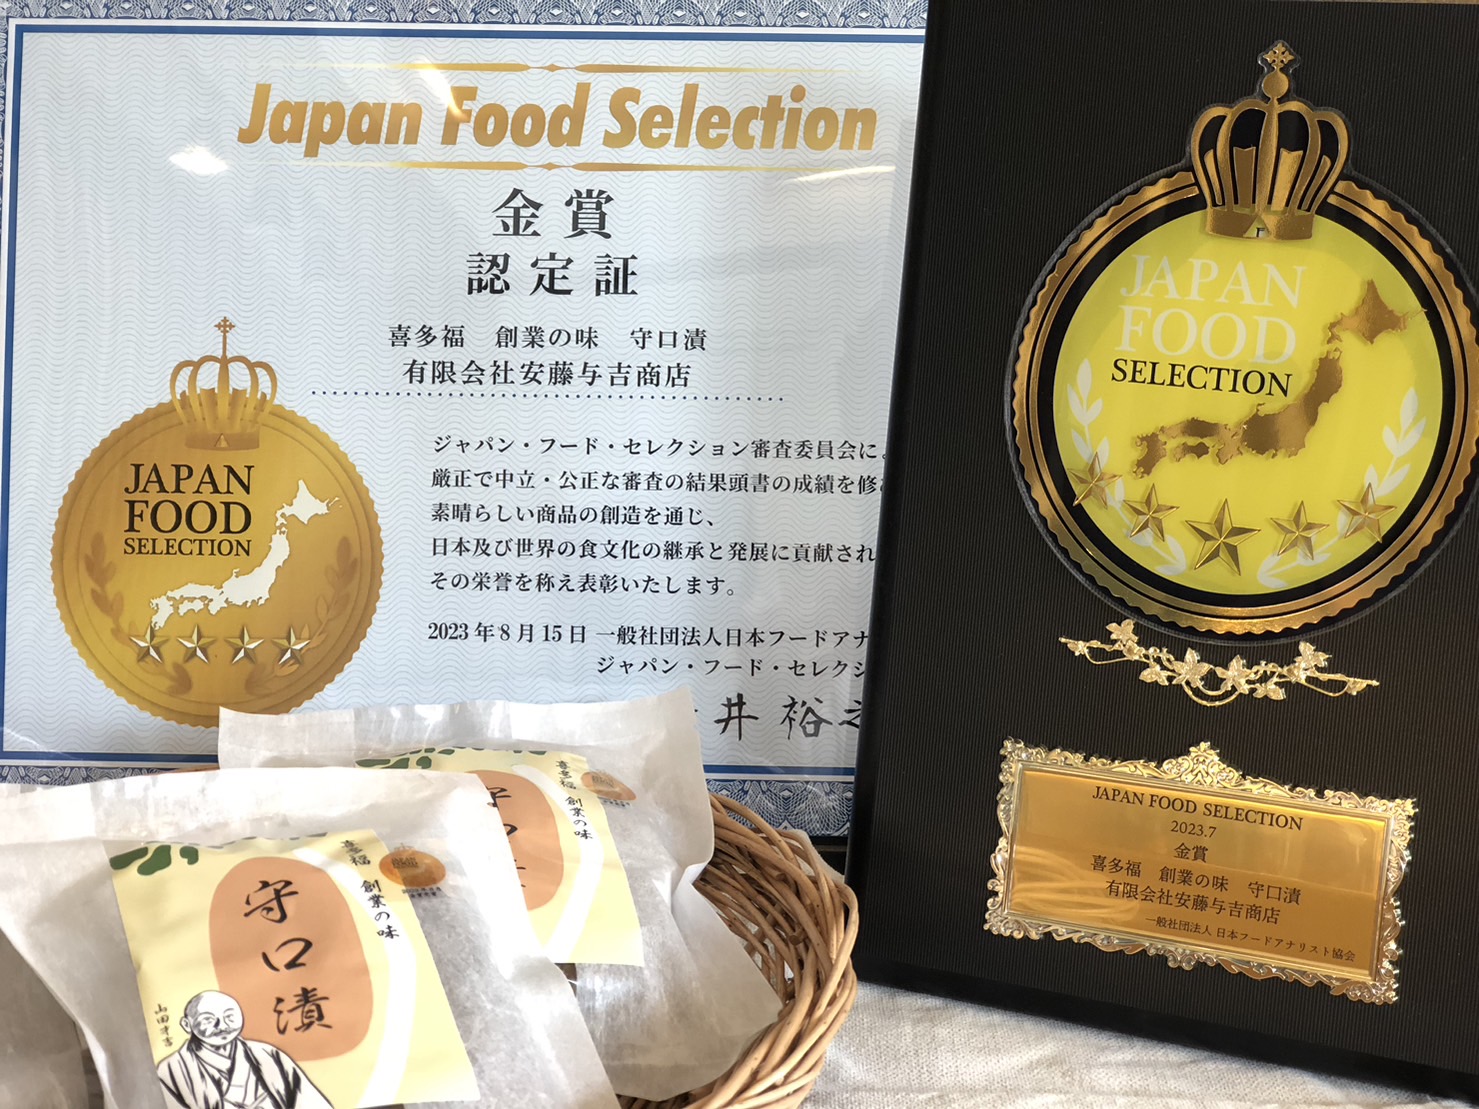 Japan Food Selection
金賞
認定証
喜多福 創業の味 守口漬
有限会社安藤与吉商店
JAPAN
FOOD
SELECTION
ジャパン・フード・セレクション審査委員会に
厳正で中立・公正な審査の結果頭書の成績を修
素晴らしい商品の創造を通じ、
日本及び世界の食文化の継承と発展に貢献され
その栄誉を称え表彰いたします。
2023年8月15日 一般社団法人日本フードアナ
ジャパン・フード・セレクシ
井裕之
JAPAN
FOOD
SELECTION
JAPAN FOOD SELECTION
2023.7
金賞
喜多福 創業の味 守口漬
有限会社安藤与吉商店
一般社団法人 日本フードアナリスト協会
喜多福 創業の味
喜多福 創業の味
守口漬
山田才吉